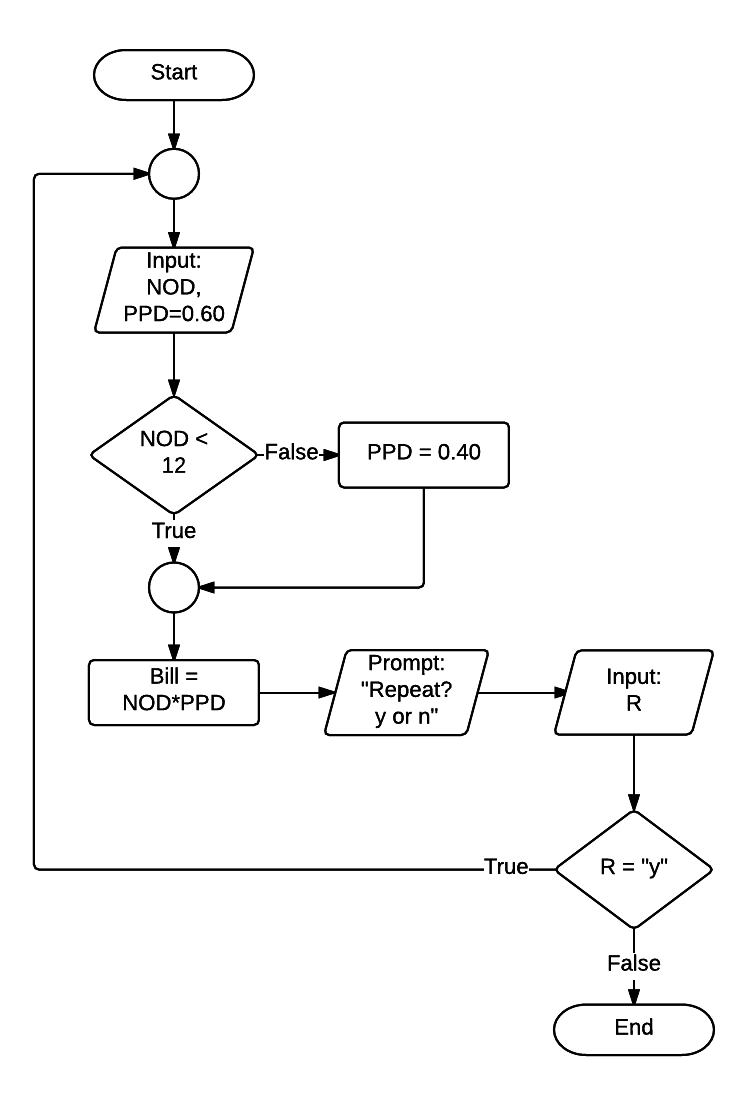 Start
Input:
NOD,
PPD=0.60
NOD <
12
False
PPD = 0.40
True
Bill =
NOD*PPD
Prompt:
"Repeat?
y or n"
Input:
R
R = "y"
True
False
End